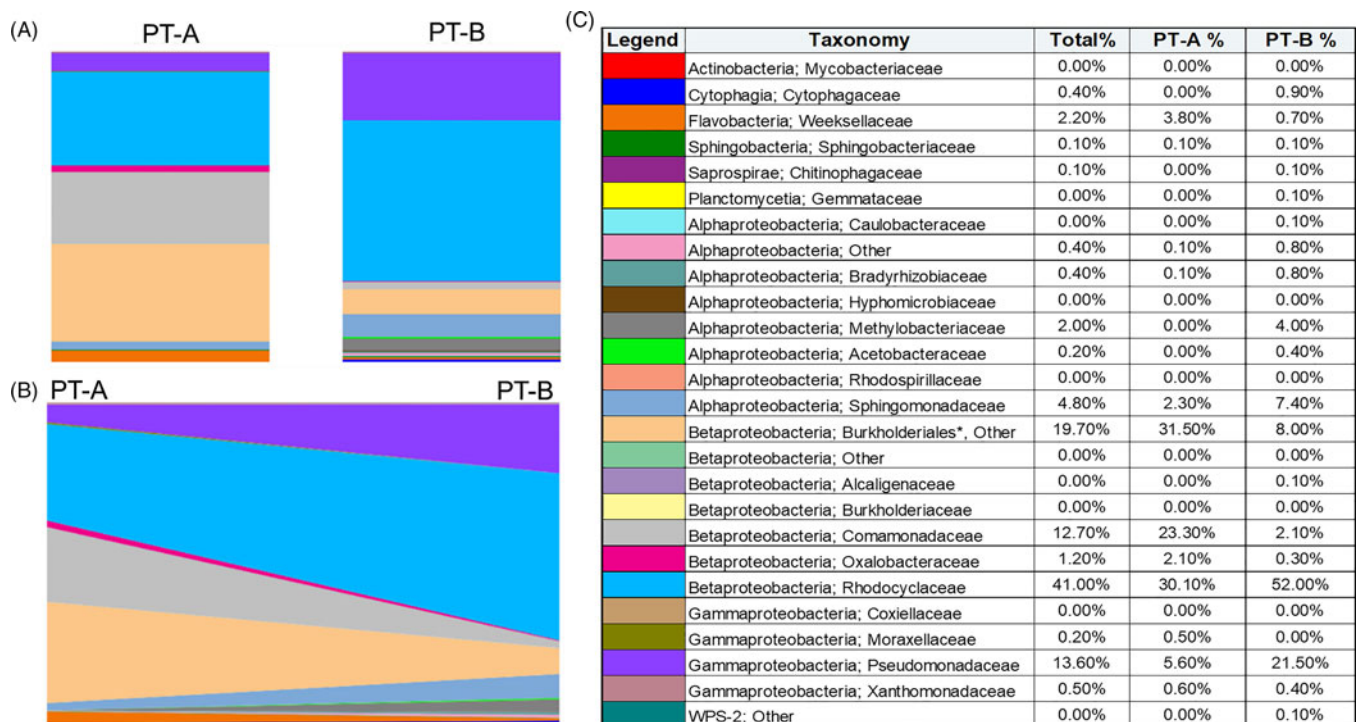 (A)
PT-A PT-B
(B)
PT-A PT-B
(C)
Legend Taxonomy Total% PT-A % PT-B %
Actinobacteria; Mycobacteriaceae 0.00% 0.00% 0.00%
Cytophagia; Cytophagaceae 0.40% 0.00% 0.90%
Flavobacteria; Weeksellaceae 2.20% 3.80% 0.70%
Sphingobacteria; Sphingobacteriaceae 0.10% 0.10% 0.10%
Saprospirae; Chitinophagaceae 0.10% 0.00% 0.10%
Planctomycetia; Gemmataceae 0.00% 0.00% 0.10%
Alphaproteobacteria; Caulobacteraceae 0.00% 0.00% 0.10%
Alphaproteobacteria; Other 0.40% 0.10% 0.80%
Alphaproteobacteria; Bradyrhizobiaceae 0.40% 0.10% 0.80%
Alphaproteobacteria; Hyphomicrobiaceae 0.00% 0.00% 0.00%
Alphaproteobacteria; Methylobacteriaceae 2.00% 0.00% 4.00%
Alphaproteobacteria; Acetobacteraceae 0.20% 0.00% 0.40%
Alphaproteobacteria; Rhodospirillaceae 0.00% 0.00% 0.00%
Alphaproteobacteria; Sphingomonadaceae 4.80% 2.30% 7.40%
Betaproteobacteria; Burkholderiales*, Other 19.70% 31.50% 8.00%
Betaproteobacteria; Other 0.00% 0.00% 0.00%
Betaproteobacteria; Alcaligenaceae 0.00% 0.00% 0.10%
Betaproteobacteria; Burkholderiaceae 0.00% 0.00% 0.00%
Betaproteobacteria; Comamonadaceae 12.70% 23.30% 2.10%
Betaproteobacteria; Oxalobacteraceae 1.20% 2.10% 0.30%
Betaproteobacteria; Rhodocyclaceae 41.00% 30.10% 52.00%
Gammaproteobacteria; Coxiellaceae 0.00% 0.00% 0.00%
Gammaproteobacteria; Moraxellaceae 0.20% 0.50% 0.00%
Gammaproteobacteria; Pseudomonadaceae 13.60% 5.60% 21.50%
Gammaproteobacteria; Xanthomonadaceae 0.50% 0.60% 0.40%
WPS-2; Other 0.00% 0.00% 0.10%